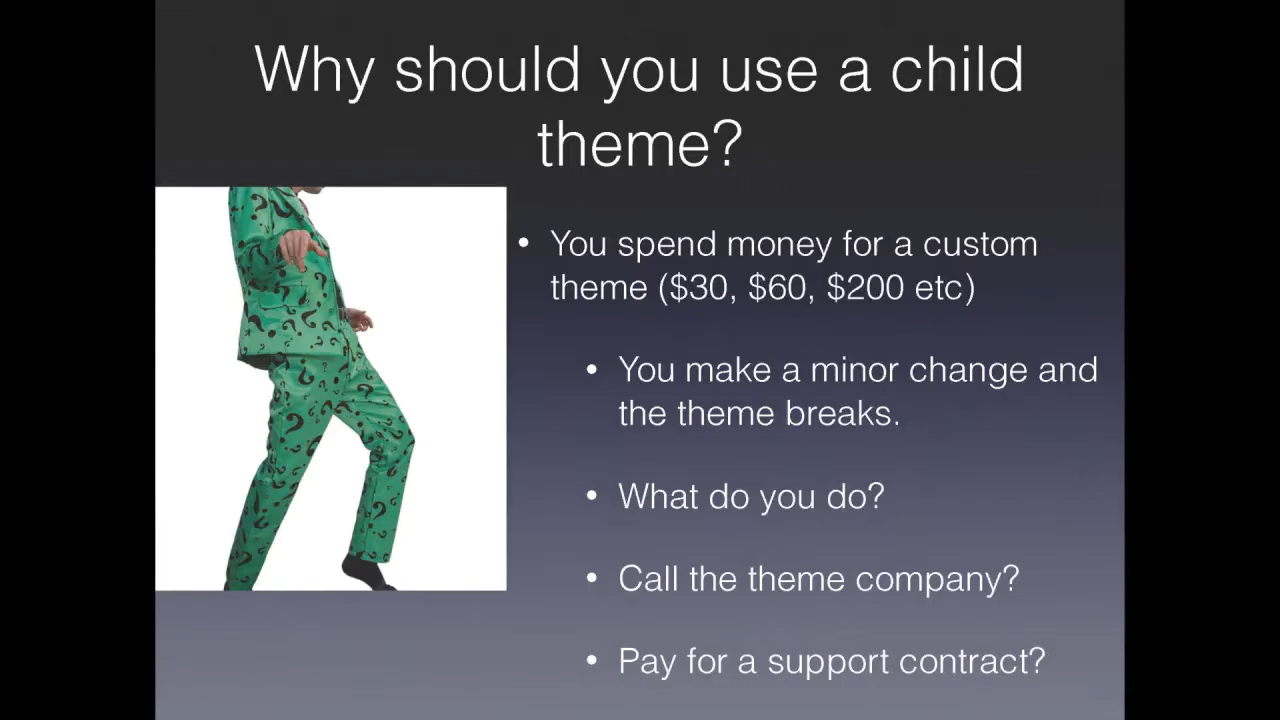 Why should you use a child
theme?
• You spend money for a custom
theme ($30, $60, $200 etc)
• You make a minor change and
the theme breaks.
• What do you do?
• Call the theme company?
• Pay for a support contract?